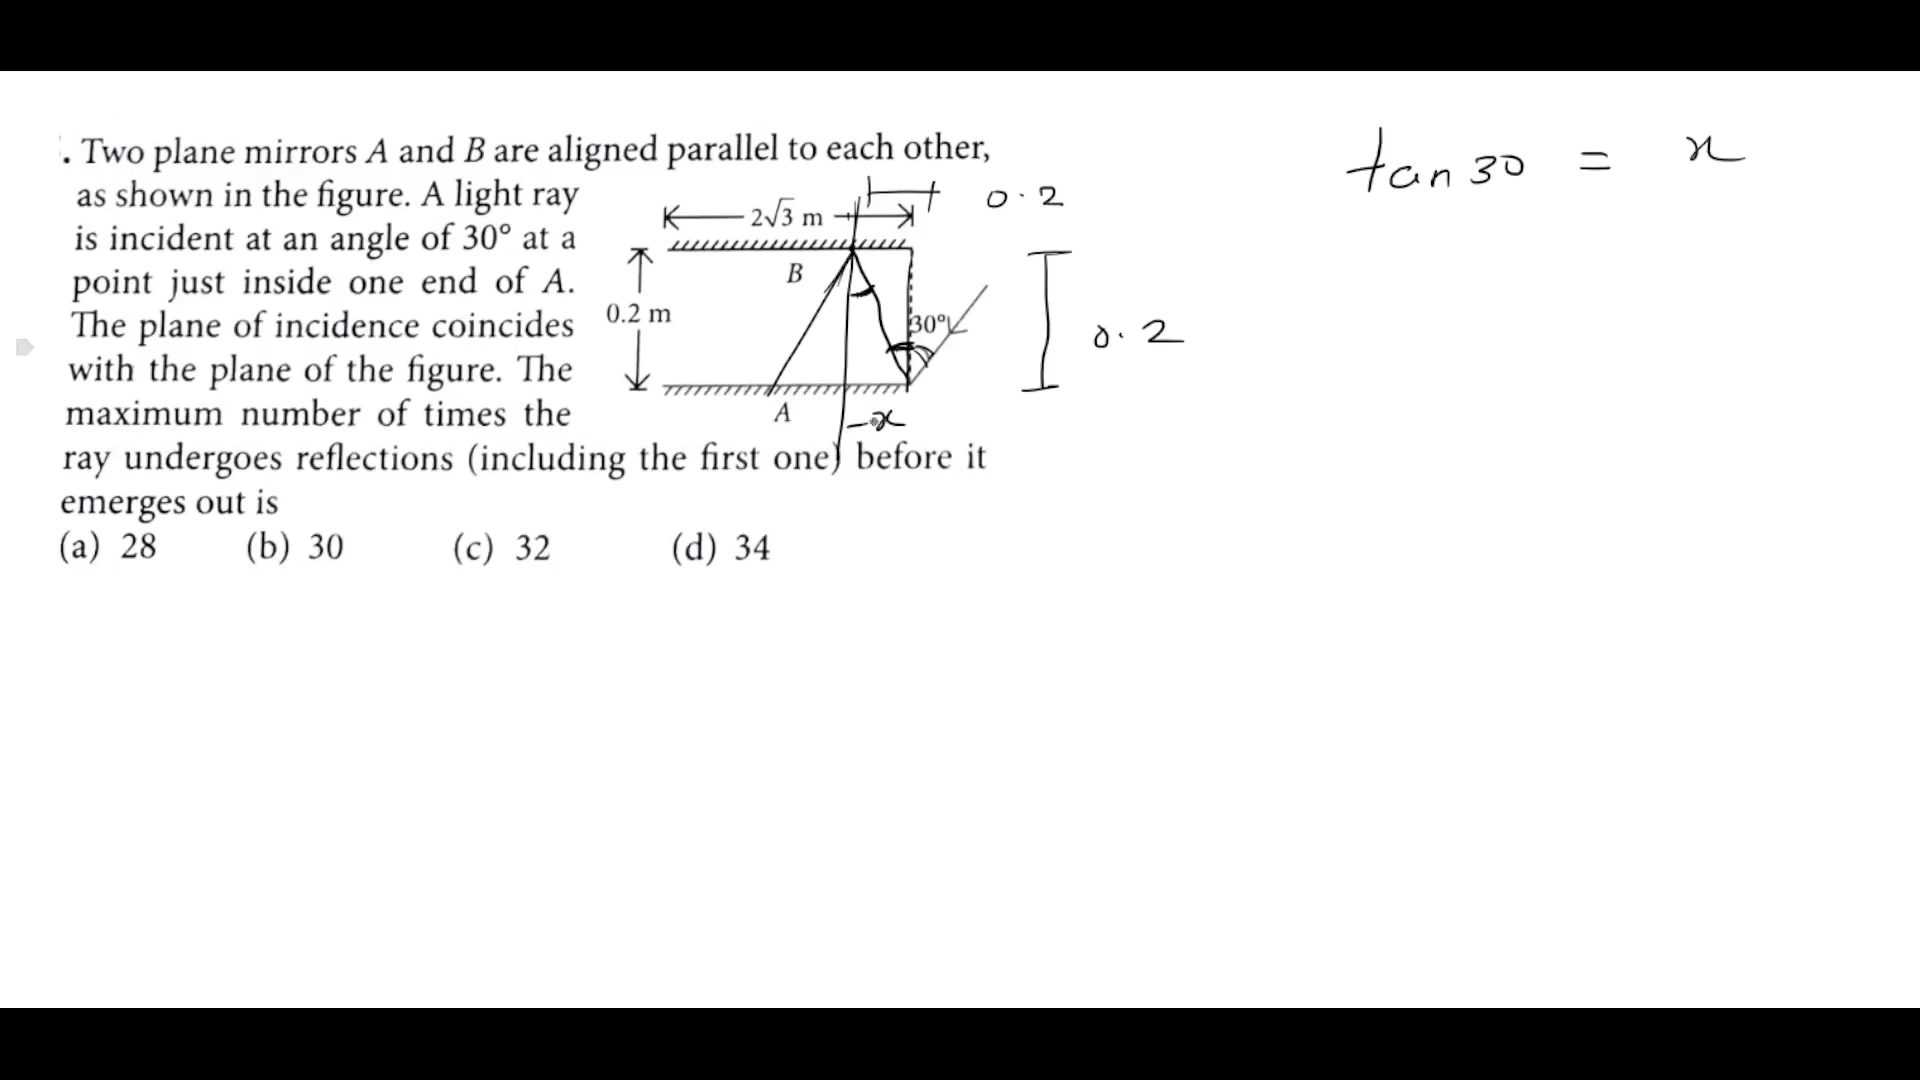 . Two plane mirrors A and B are aligned parallel to each other,
as shown in the figure. A light ray
is incident at an angle of 30° at a
point just inside one end of A.
The plane of incidence coincides
with the plane of the figure. The
maximum number of times the
ray undergoes reflections (including the first one) before it
emerges out is
(a) 28 (b) 30 (c) 32 (d) 34
2√3 m
0.2
B
0.2 m
30°
0.2
A
x
tan 30 = x